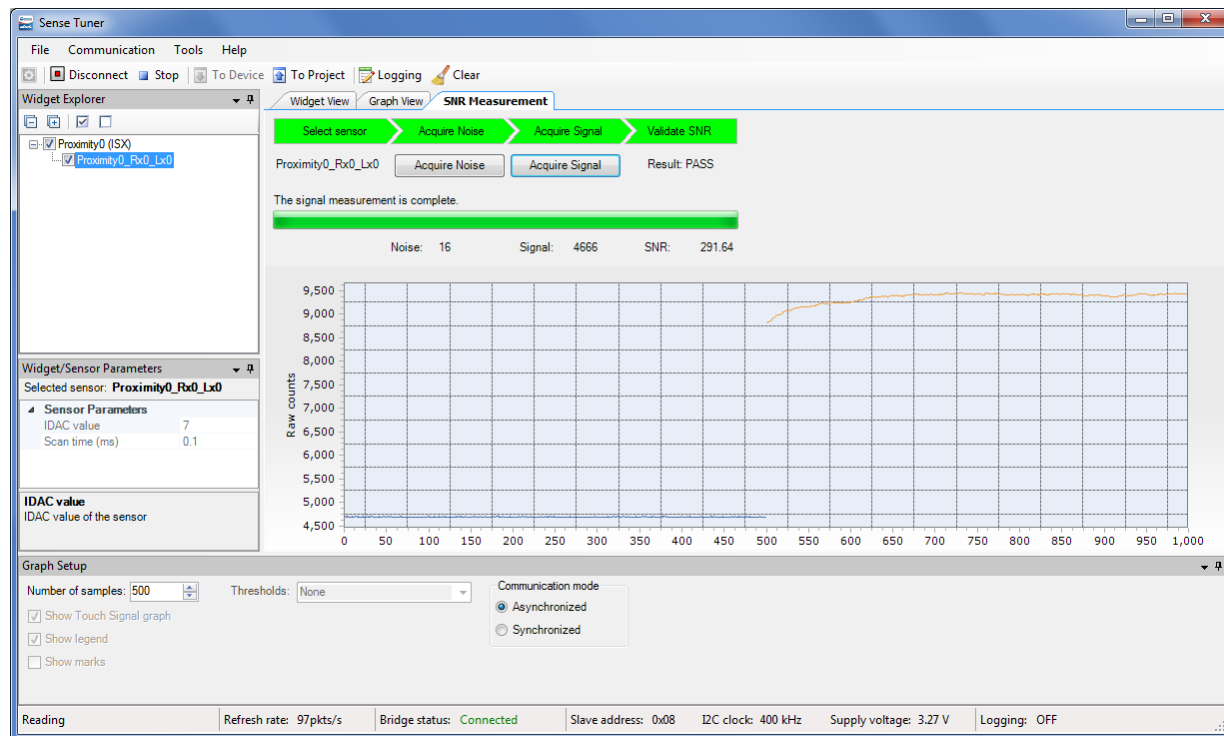 Sense Tuner
File Communication Tools Help
Disconnect Stop To Device To Project Logging Clear
Widget Explorer
Proximity0 (ISX)
Proximity0_Rx0_Lx0
Widget View Graph View SNR Measurement
Select sensor Acquire Noise Acquire Signal Validate SNR
Proximity0_Rx0_Lx0 Acquire Noise Acquire Signal Result: PASS
The signal measurement is complete.
Noise: 16 Signal: 4666 SNR: 291.64
Raw counts
9,500
9,000
8,500
8,000
7,500
7,000
6,500
6,000
5,500
5,000
4,500
0 50 100 150 200 250 300 350 400 450 500 550 600 650 700 750 800 850 900 950 1,000
Widget/Sensor Parameters
Selected sensor: Proximity0_Rx0_Lx0
Sensor Parameters
IDAC value 7
Scan time (ms) 0.1
IDAC value
IDAC value of the sensor
Graph Setup
Number of samples: 500 Thresholds: None
Show Touch Signal graph
Show legend
Show marks
Communication mode
Asynchronized
Synchronized
Reading Refresh rate: 97pkts/s Bridge status: Connected Slave address: 0x08 I2C clock: 400 kHz Supply voltage: 3.27 V Logging: OFF